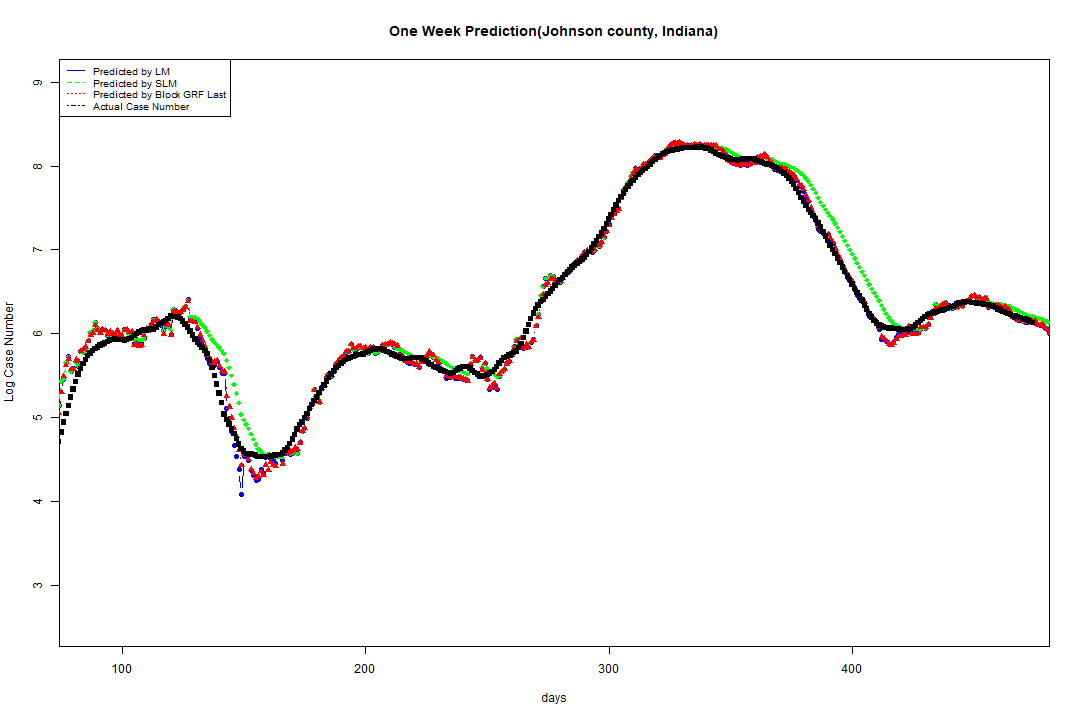 One Week Prediction(Johnson county, Indiana)
Predicted by LM
Predicted by SLM
Predicted by Block GRF Last
Actual Case Number
9
8
7
6
5
4
3
Log Case Number
100 200 300 400
days